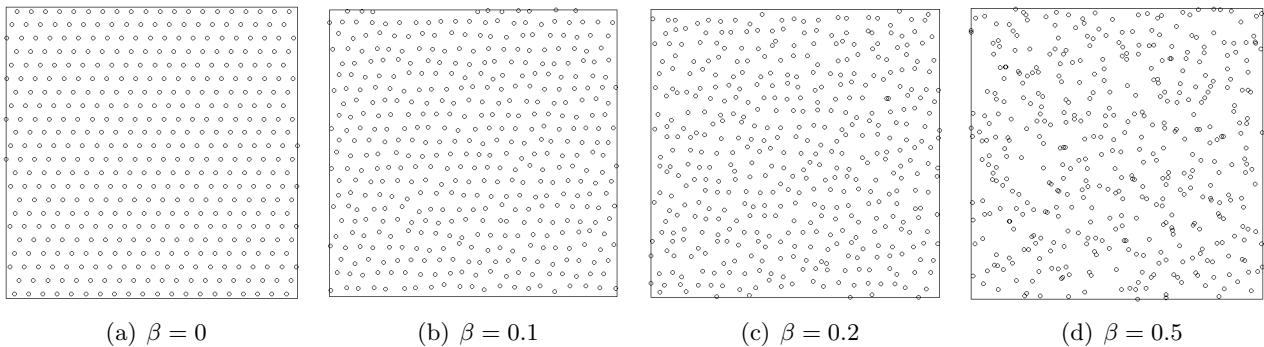 (a) β = 0
(b) β = 0.1
(c) β = 0.2
(d) β = 0.5